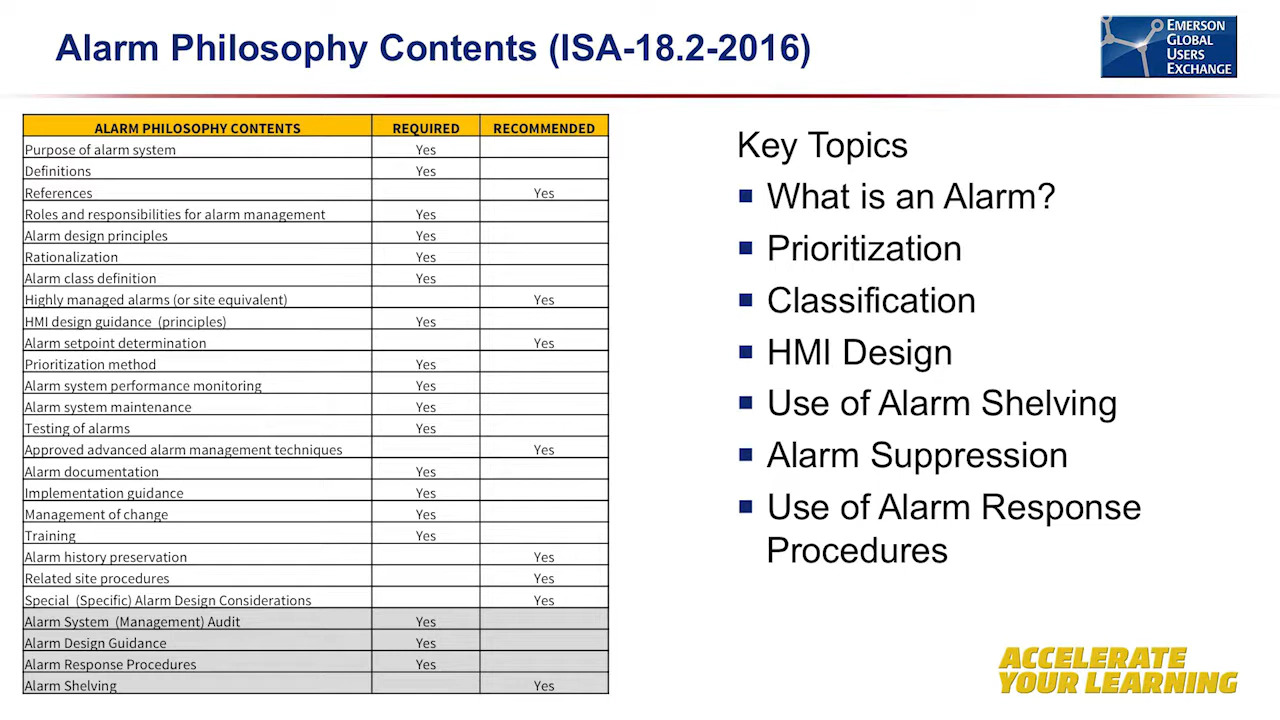 Alarm Philosophy Contents (ISA-18.2-2016)
EMERSON
GLOBAL
USERS
EXCHANGE
ALARM PHILOSOPHY CONTENTS REQUIRED RECOMMENDED
Purpose of alarm system Yes
Definitions Yes
References Yes
Roles and responsibilities for alarm management Yes
Alarm design principles Yes
Rationalization Yes
Alarm class definition Yes
Highly managed alarms (or site equivalent) Yes
HMI design guidance (principles) Yes
Alarm setpoint determination Yes
Prioritization method Yes
Alarm system performance monitoring Yes
Alarm system maintenance Yes
Testing of alarms Yes
Approved advanced alarm management techniques Yes
Alarm documentation Yes
Implementation guidance Yes
Management of change Yes
Training Yes
Alarm history preservation Yes
Related site procedures Yes
Special (Specific) Alarm Design Considerations Yes
Alarm System (Management) Audit Yes
Alarm Design Guidance Yes
Alarm Response Procedures Yes
Alarm Shelving Yes
Key Topics
▪ What is an Alarm?
▪ Prioritization
▪ Classification
▪ HMI Design
▪ Use of Alarm Shelving
▪ Alarm Suppression
▪ Use of Alarm Response
Procedures
ACCELERATE
YOUR LEARNING